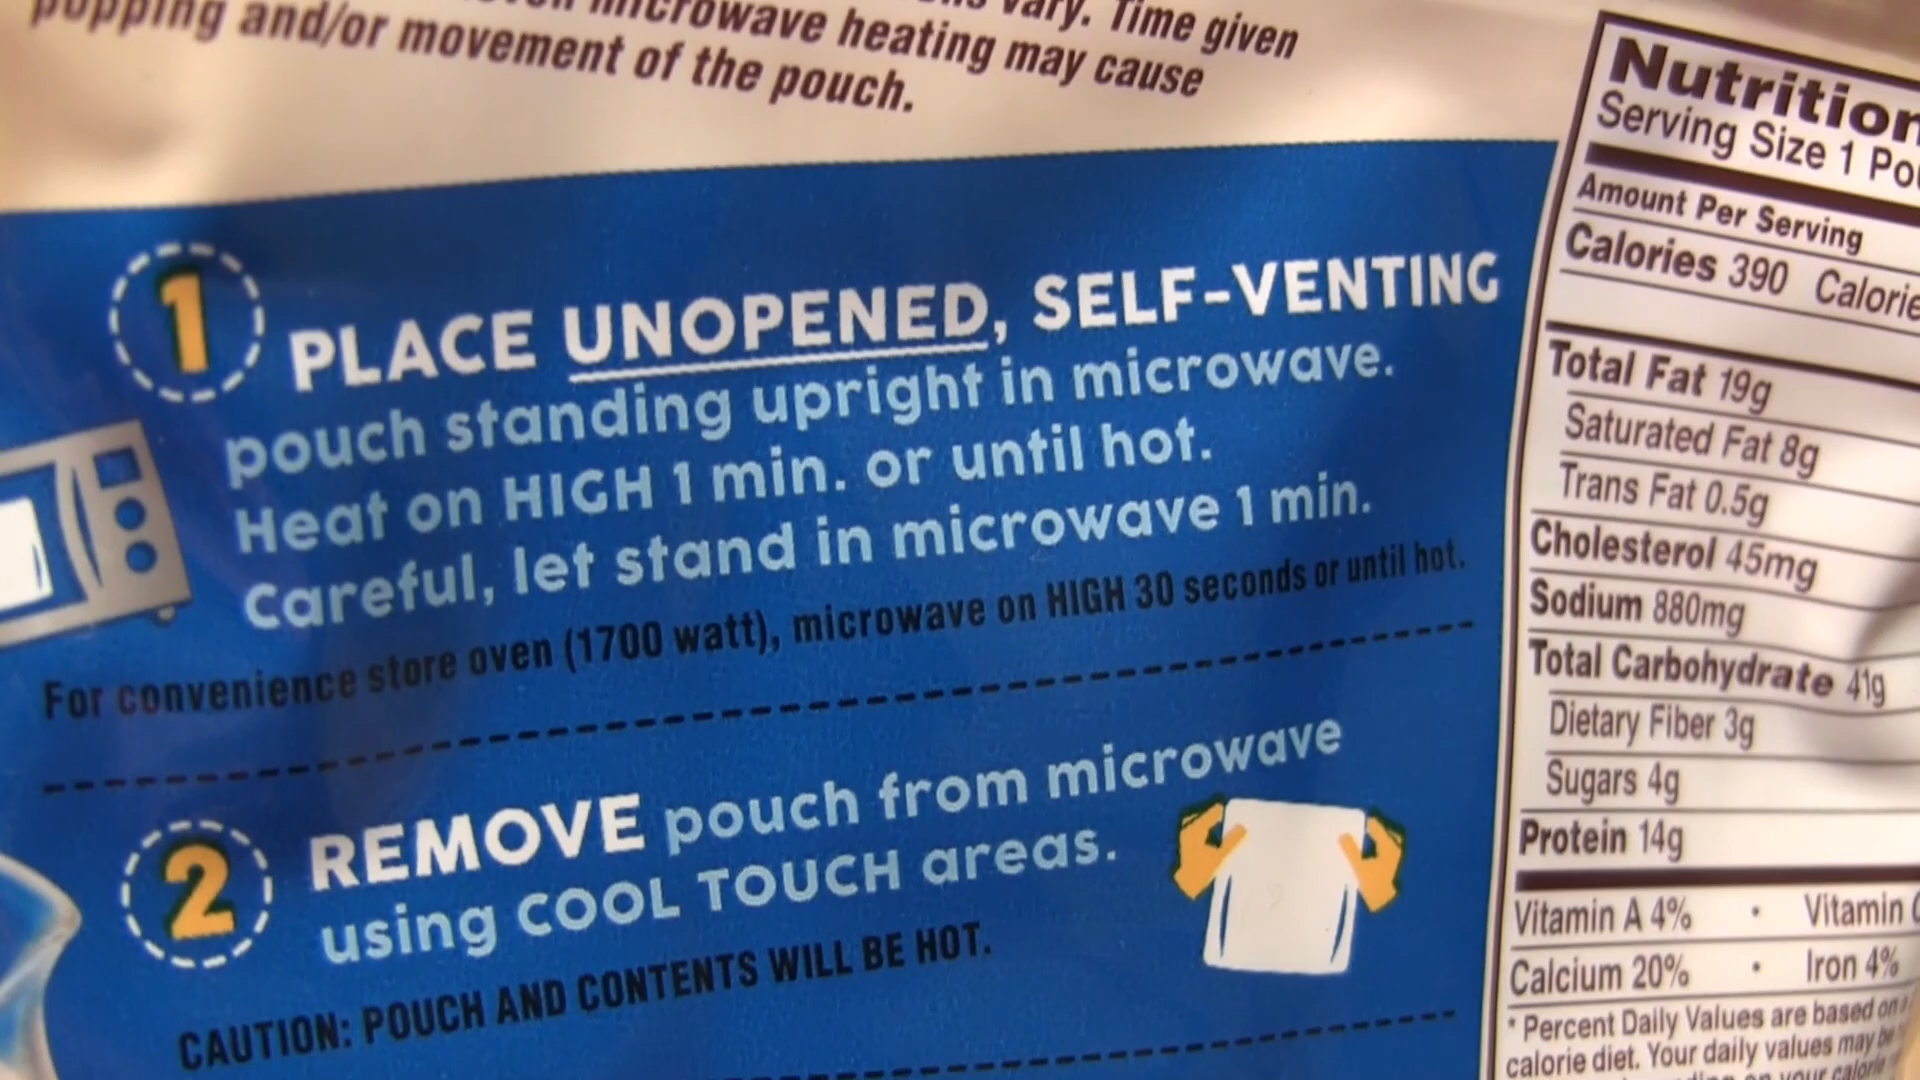 vary. Time given
microwave heating may cause
popping and/or movement of the pouch.
1
PLACE UNOPENED, SELF-VENTING
pouch standing upright in microwave.
Heat on HIGH 1 min. or until hot.
Careful, let stand in microwave 1 min.
For convenience store oven (1700 watt), microwave on HIGH 30 seconds or until hot.
2
REMOVE pouch from microwave
using COOL TOUCH areas.
CAUTION: POUCH AND CONTENTS WILL BE HOT.
Nutrition
Serving Size 1
Amount Per Serving
Calories 390
Total Fat 19g
Saturated Fat 8g
Trans Fat 0.5g
Cholesterol 45mg
Sodium 880mg
Total Carbohydrate 41g
Dietary Fiber 3g
Sugars 4g
Protein 14g
Vitamin A 4% • Vitamin
Calcium 20% • Iron 4%
* Percent Daily Values are based on a
calorie diet. Your daily values may be
on your calorie